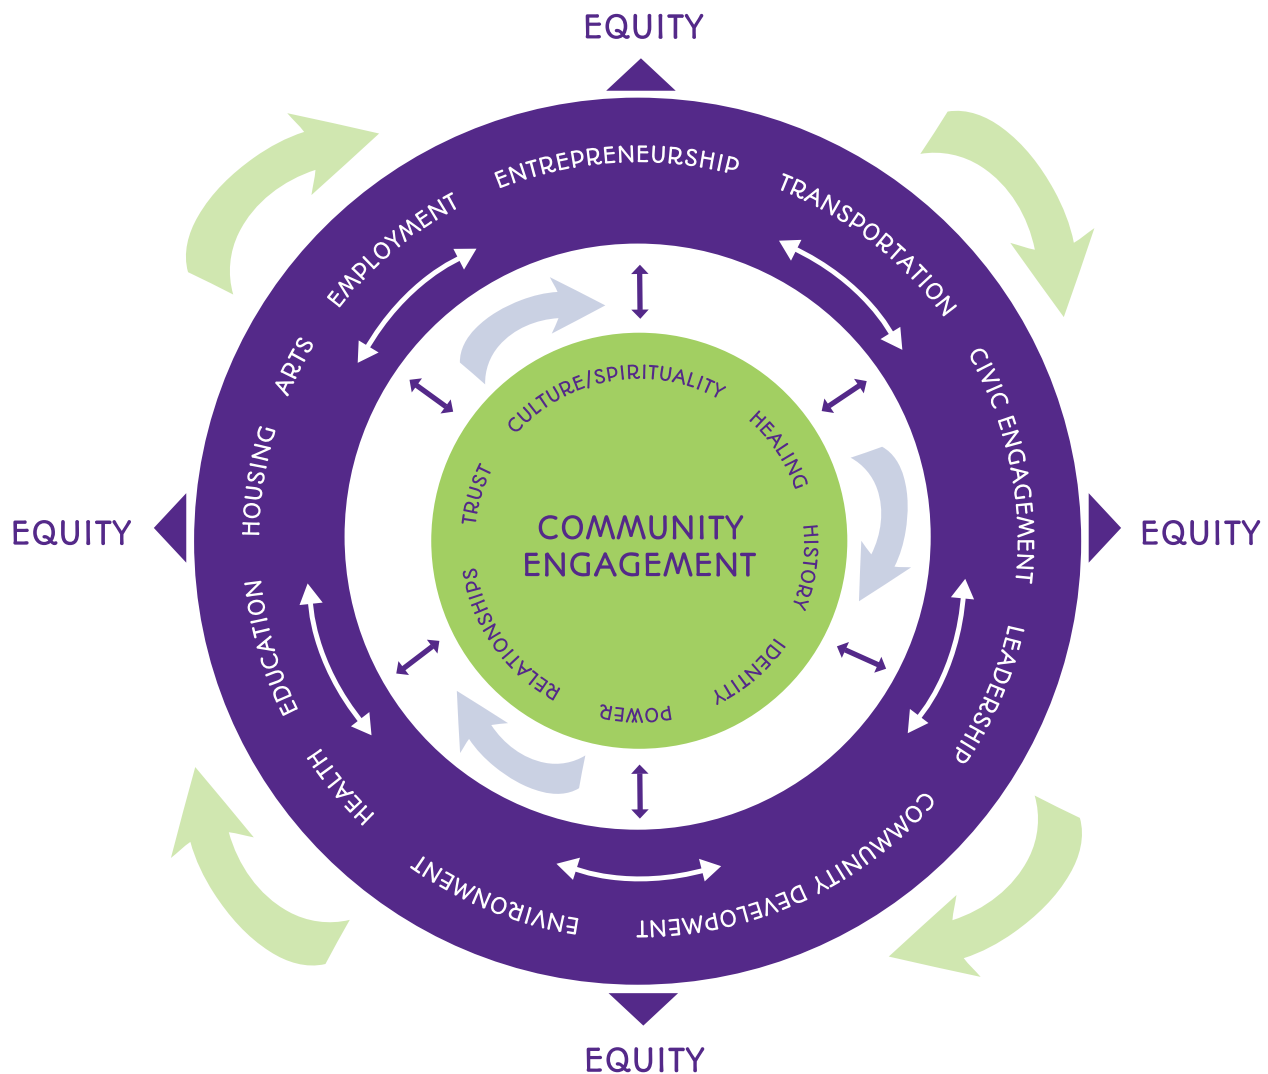 EQUITY
ENTREPRENEURSHIP
TRANSPORTATION
CIVIC ENGAGEMENT
LEADERSHIP
COMMUNITY DEVELOPMENT
ENVIRONMENT
HEALTH
EDUCATION
HOUSING
ARTS
EMPLOYMENT
CULTURE/SPIRITUALITY
HEALING
HISTORY
IDENTITY
POWER
RELATIONSHIPS
TRUST
COMMUNITY
ENGAGEMENT
EQUITY
EQUITY
EQUITY